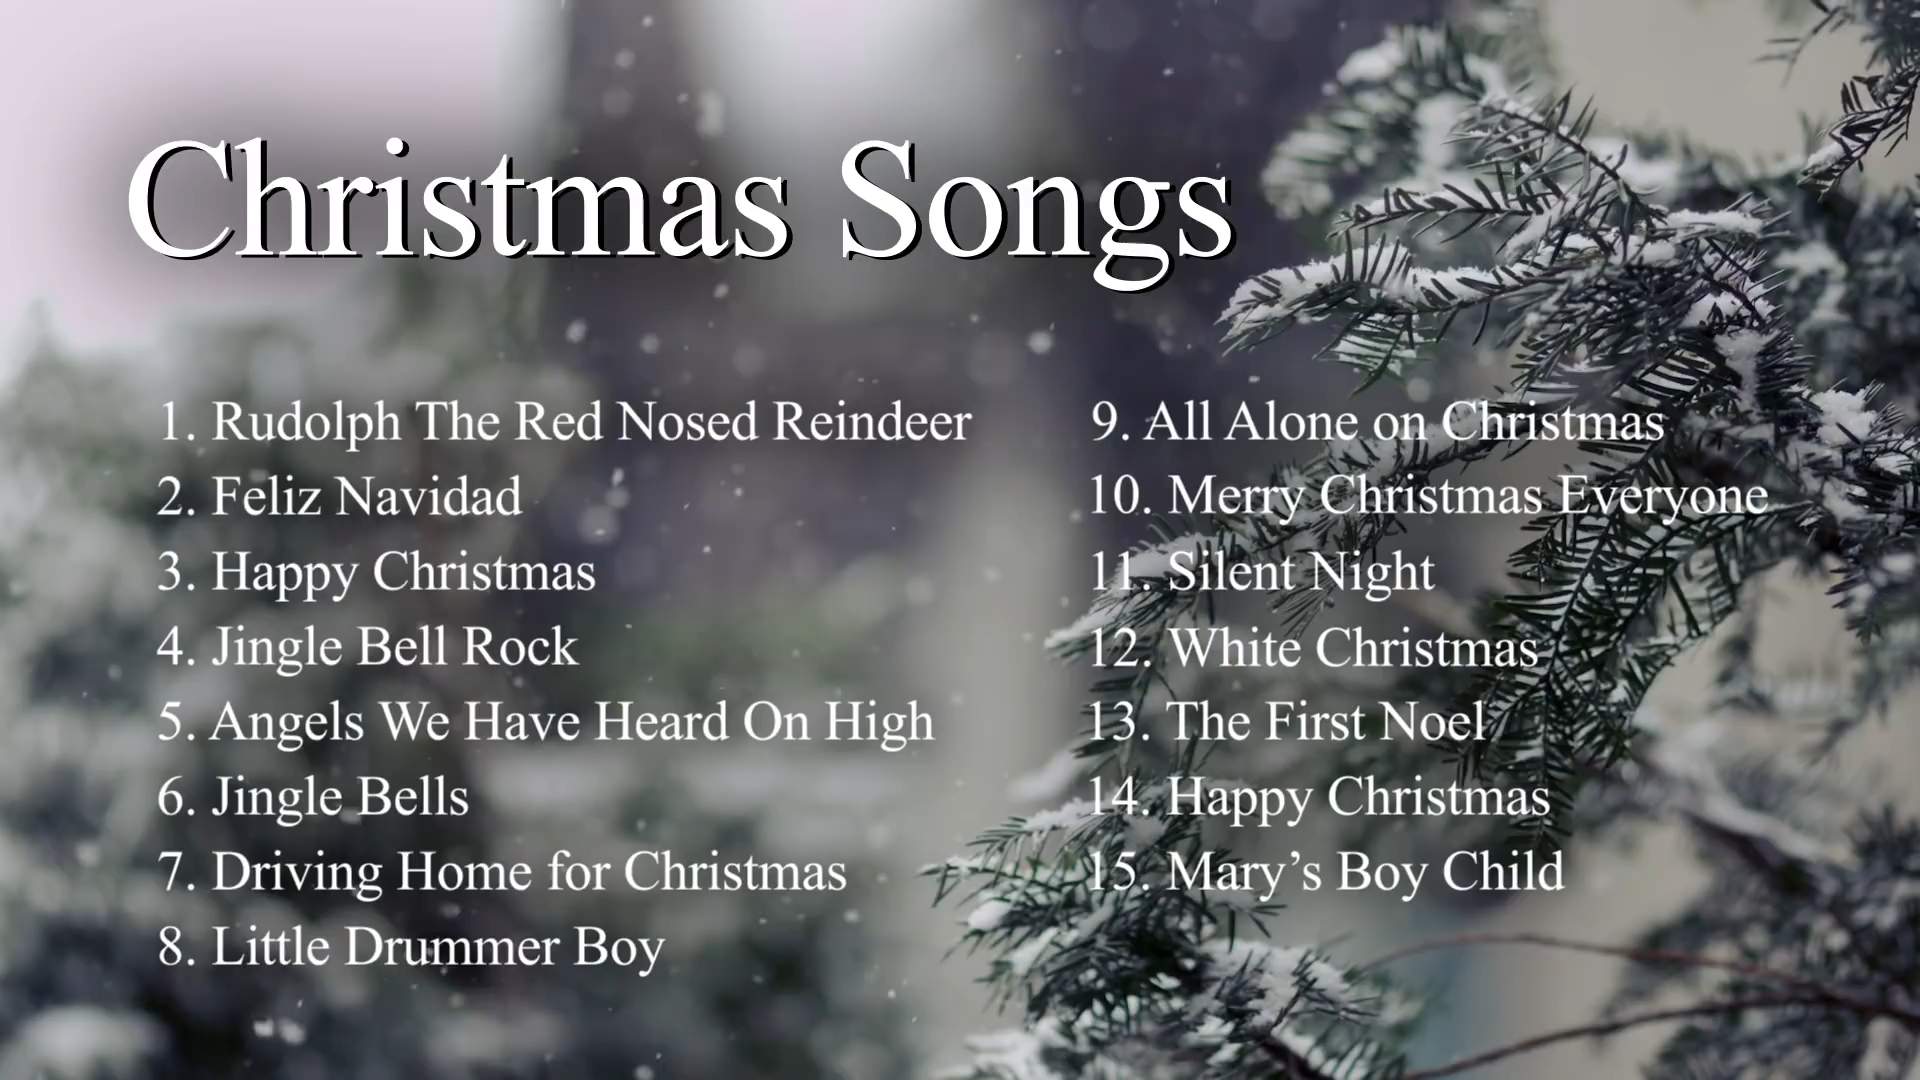 Christmas Songs
1. Rudolph The Red Nosed Reindeer
2. Feliz Navidad
3. Happy Christmas
4. Jingle Bell Rock
5. Angels We Have Heard On High
6. Jingle Bells
7. Driving Home for Christmas
8. Little Drummer Boy
9. All Alone on Christmas
10. Merry Christmas Everyone
11. Silent Night
12. White Christmas
13. The First Noel
14. Happy Christmas
15. Mary’s Boy Child